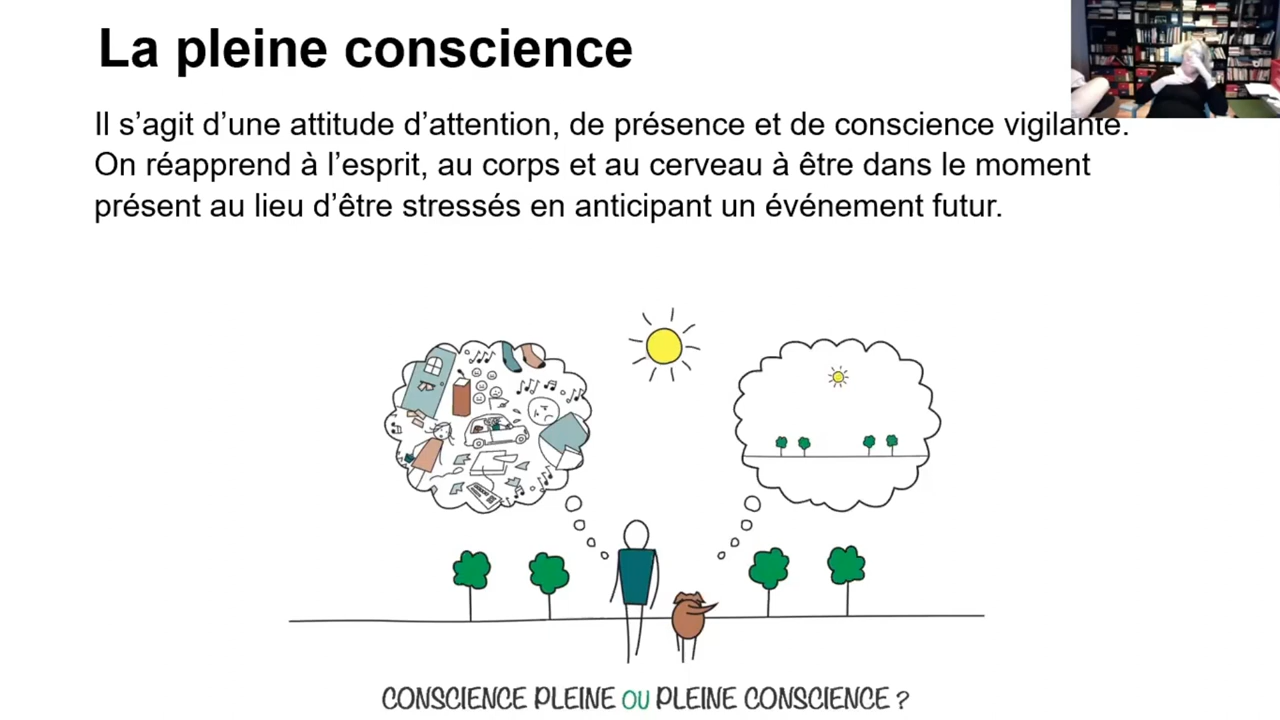 La pleine conscience
Il s’agit d’une attitude d’attention, de présence et de conscience vigilante.
On réapprend à l’esprit, au corps et au cerveau à être dans le moment
présent au lieu d’être stressés en anticipant un événement futur.
CONSCIENCE PLEINE OU PLEINE CONSCIENCE ?